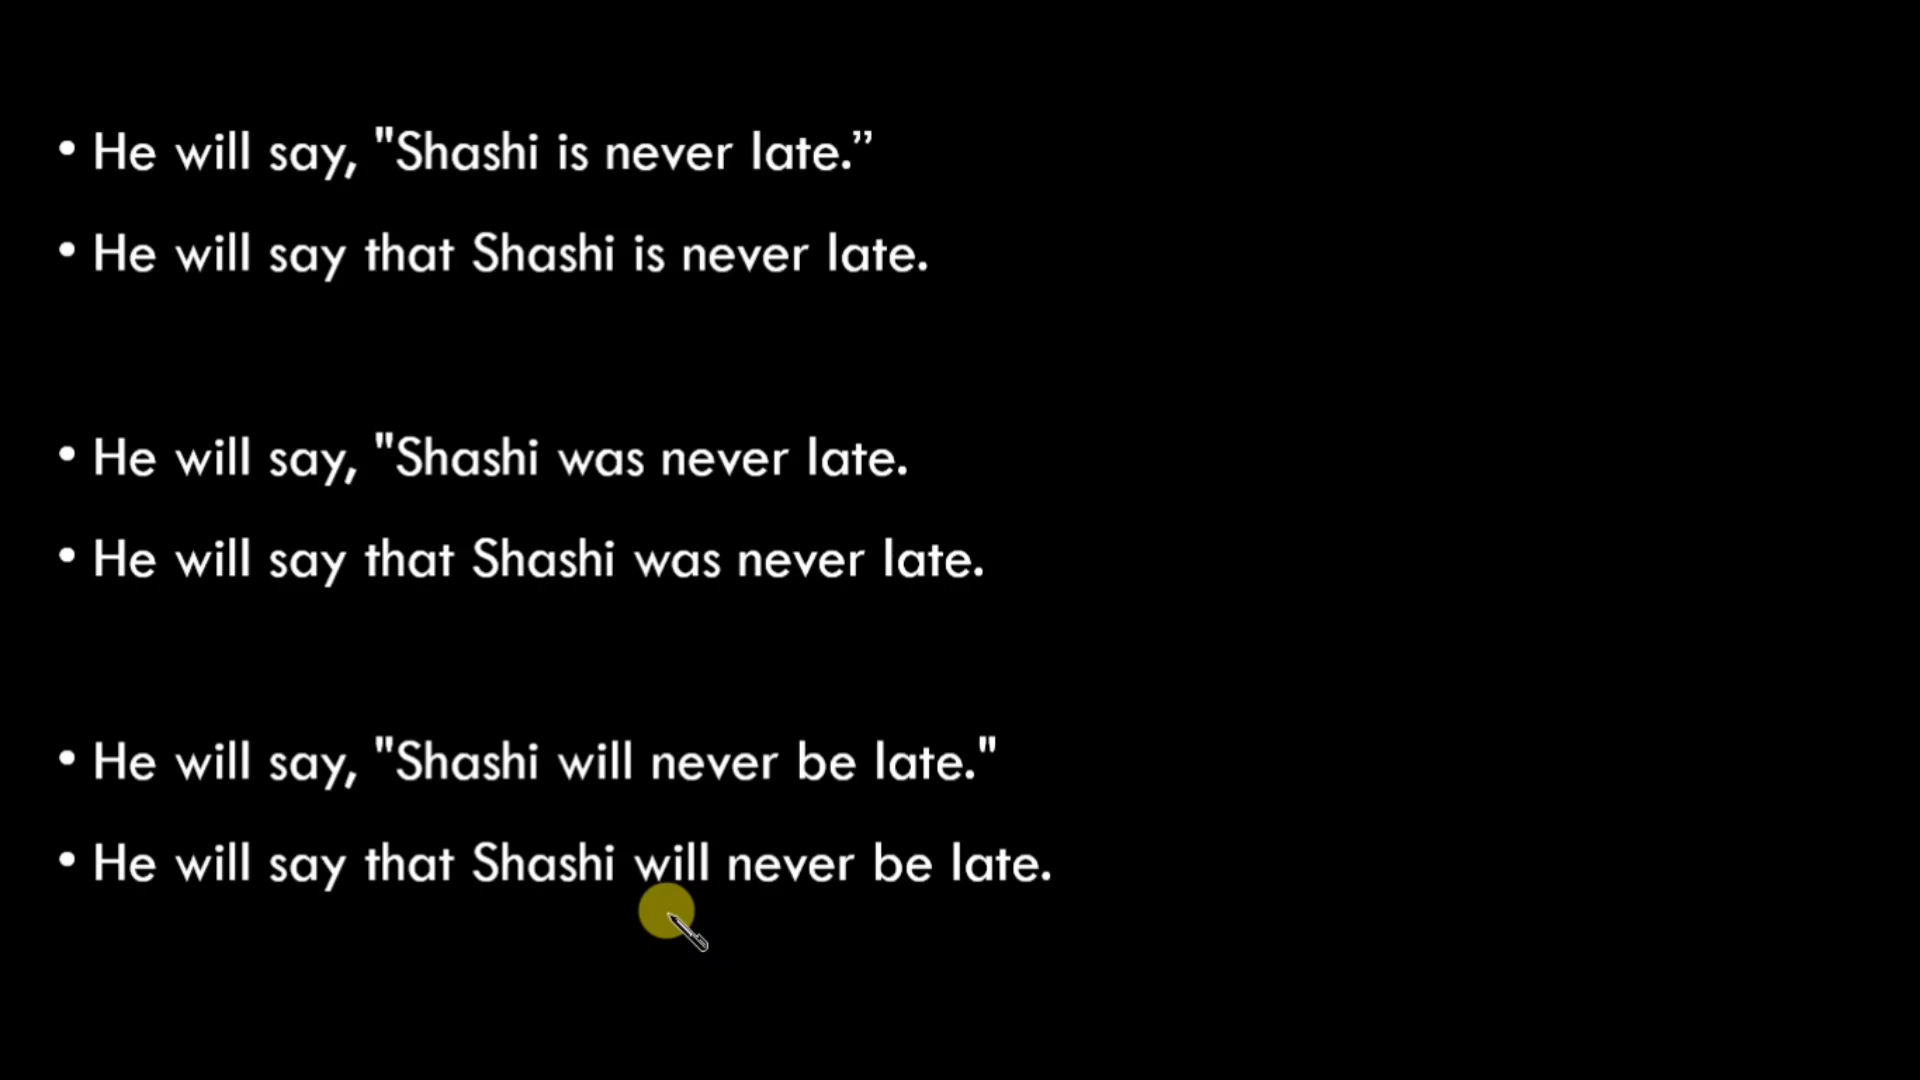 • He will say, "Shashi is never late.”
• He will say that Shashi is never late.
• He will say, "Shashi was never late.
• He will say that Shashi was never late.
• He will say, "Shashi will never be late."
• He will say that Shashi will never be late.